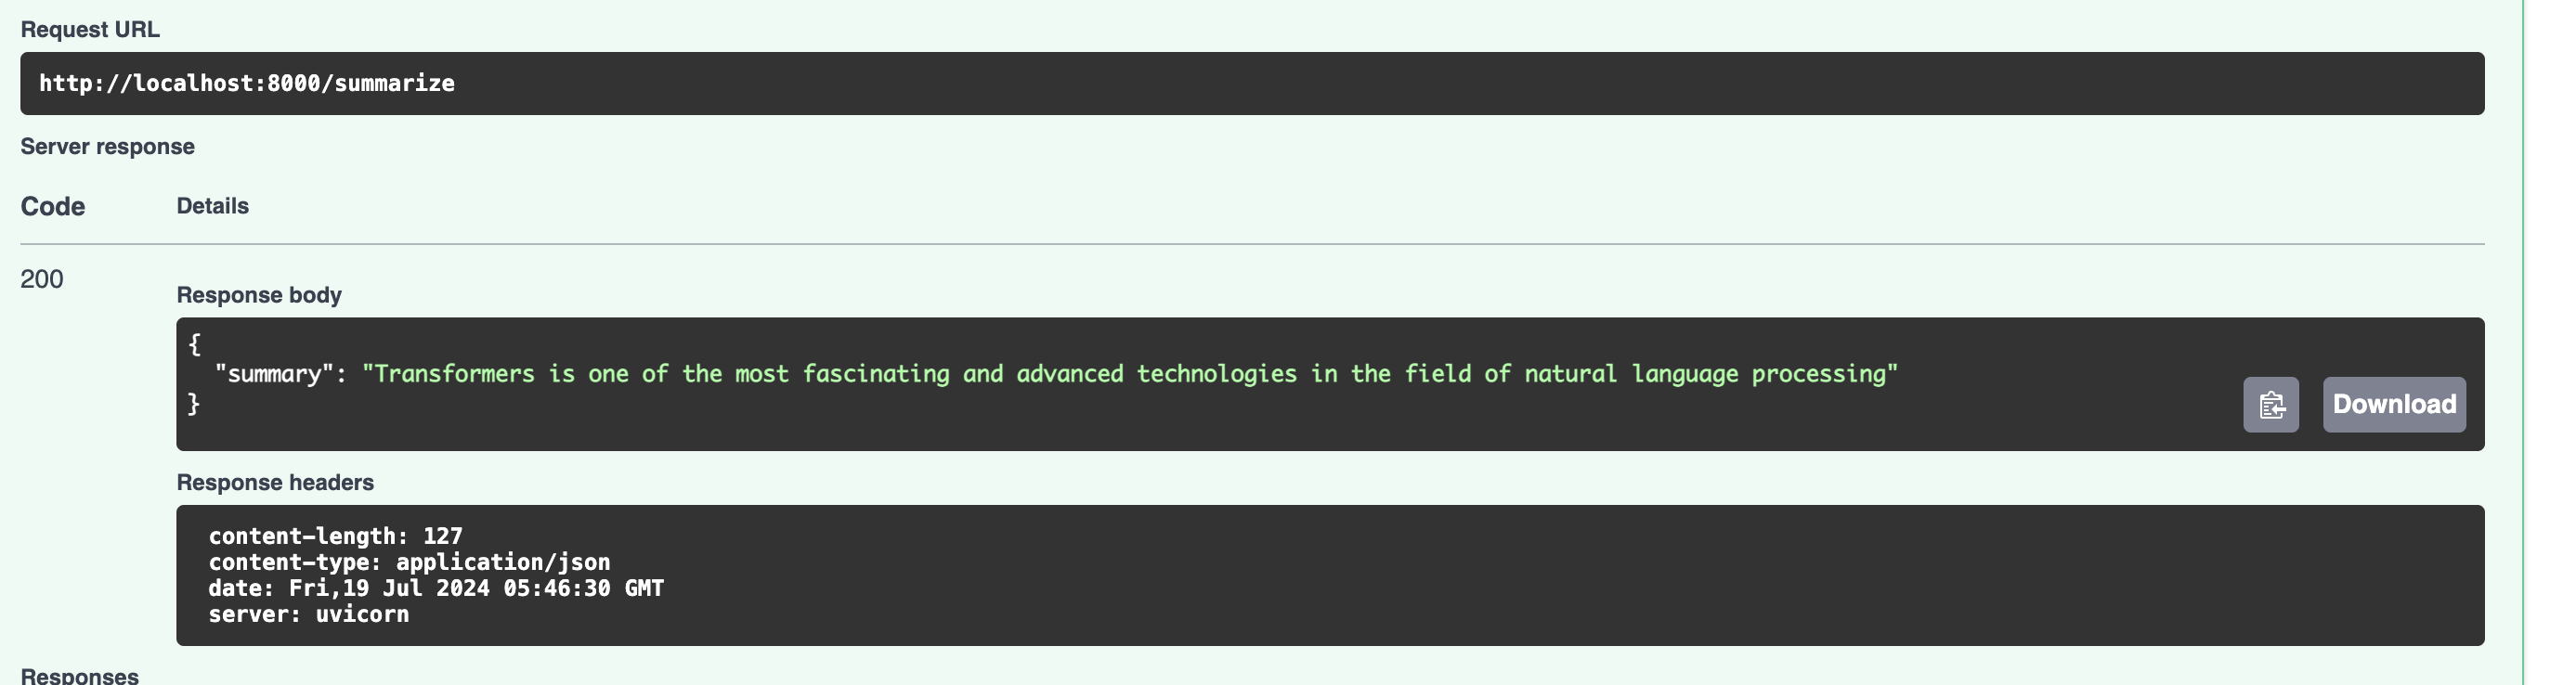 Request URL
http://localhost:8000/summarize
Server response
Code Details
200
Response body
{
"summary": "Transformers is one of the most fascinating and advanced technologies in the field of natural language processing"
}
Download
Response headers
content-length: 127
content-type: application/json
date: Fri,19 Jul 2024 05:46:30 GMT
server: uvicorn
Responses